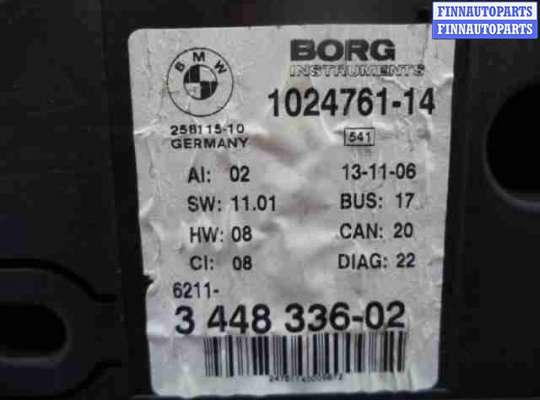 FINNAUTOPARTS
FINNAUTOPARTS
BMW
BORG
INSTRUMENTS
1024761-14
258115-10
GERMANY
541
AI: 02
13-11-06
SW: 11.01
BUS: 17
HW: 08
CAN: 20
CI: 08
DIAG: 22
6211-
3 448 336-02